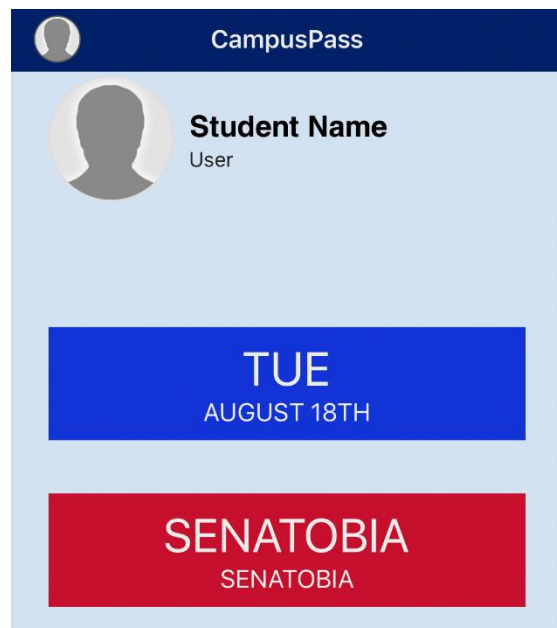 CampusPass
Student Name
User
TUE
AUGUST 18TH
SENATOBIA
SENATOBIA